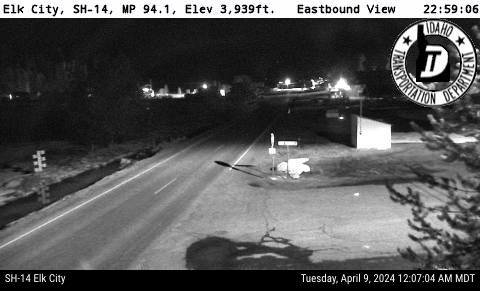 Elk City, SH-14, MP 94.1, Elev 3,939ft. Eastbound View 22:59:06
IDAHO
TRANSPORTATION DEPARTMENT
SH-14 Elk City Tuesday, April 9, 2024 12:07:04 AM MDT